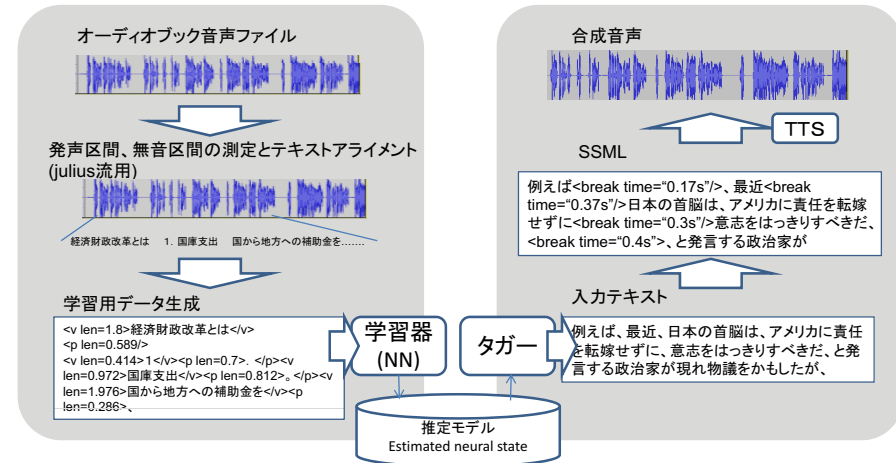 オーディオブック音声ファイル
発声区間、無音区間の測定とテキストアライメント
(julius流用)
経済財政改革とは 1. 国庫支出 国から地方への補助金を.......
学習用データ生成
<v len=1.8>経済財政改革とは</v>
<p len=0.589/>
<v len=0.414>1</v><p len=0.7>. </p><v
len=0.972>国庫支出</v><p len=0.812>。</p><v
len=1.976>国から地方への補助金を</v><p
len=0.286>、
学習器
(NN)
タガー
推定モデル
Estimated neural state
合成音声
TTS
SSML
例えば<break time=“0.17s”/>、最近<break
time=“0.37s”/>日本の首脳は、アメリカに責任を転嫁
せずに<break time=“0.3s”/>意志をはっきりすべきだ、
<break time=“0.4s”>、と発言する政治家が
入力テキスト
例えば、最近、日本の首脳は、アメリカに責任
を転嫁せずに、意志をはっきりすべきだ、と発
言する政治家が現れ物議をかもしたが、